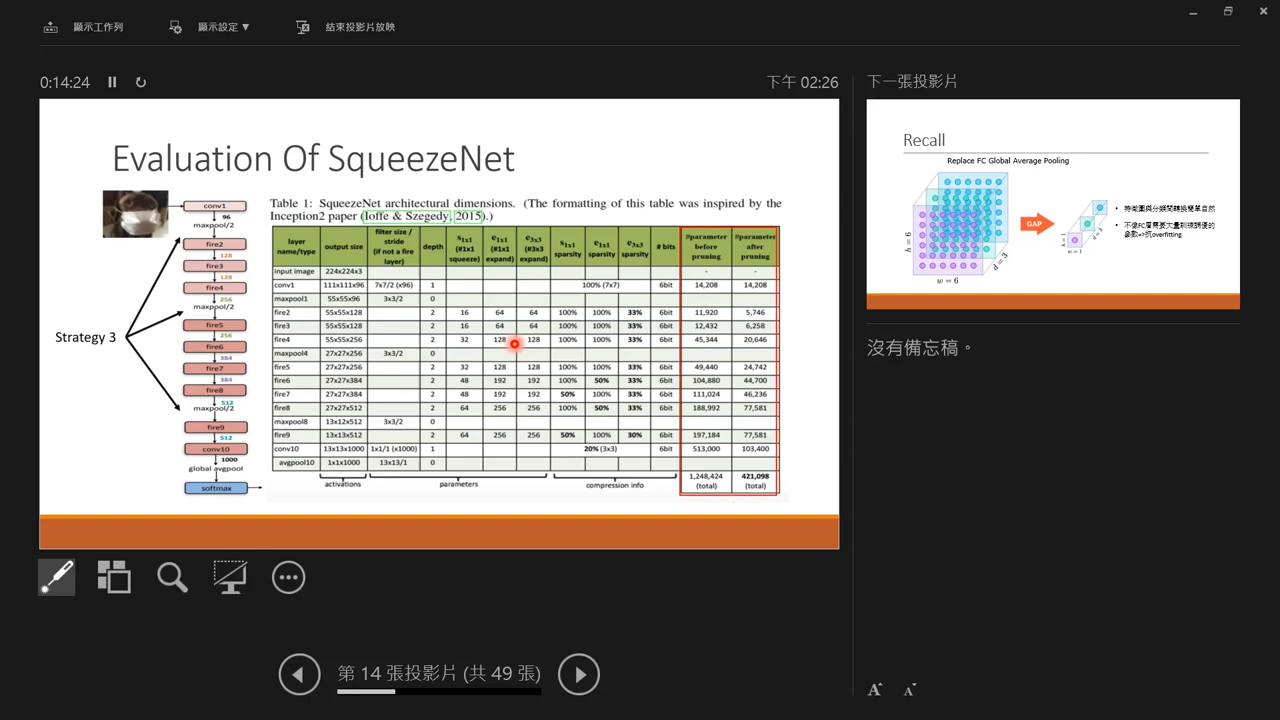 顯示工作列
顯示設定 ▼
結束投影片放映
0:14:24
下午 02:26
Evaluation Of SqueezeNet
Strategy 3
conv1
96
maxpool/2
fire2
128
fire3
128
fire4
256
maxpool/2
fire5
256
fire6
384
fire7
384
fire8
512
maxpool/2
fire9
512
conv10
1000
global avgpool
softmax
Table 1: SqueezeNet architectural dimensions. (The formatting of this table was inspired by the
Inception2 paper (Ioffe & Szegedy, 2015).)
layer name/type | output size | filter size / stride (if not a fire layer) | depth | s1x1 (#1x1 squeeze) | e1x1 (#1x1 expand) | e3x3 (#3x3 expand) | s1x1 sparsity | e1x1 sparsity | e3x3 sparsity | # bits | #parameter before pruning | #parameter after pruning
input image 224x224x3 - -
conv1 111x111x96 7x7/2 (x96) 1 100% (7x7) 6bit 14,208 14,208
maxpool1 55x55x96 3x3/2 0
fire2 55x55x128 2 16 64 64 100% 100% 33% 6bit 11,920 5,746
fire3 55x55x128 2 16 64 64 100% 100% 33% 6bit 12,432 6,258
fire4 55x55x256 2 32 128 128 100% 100% 33% 6bit 45,344 20,646
maxpool4 27x27x256 3x3/2 0
fire5 27x27x256 2 32 128 128 100% 100% 33% 6bit 49,440 24,742
fire6 27x27x384 2 48 192 192 100% 50% 33% 6bit 104,880 44,700
fire7 27x27x384 2 48 192 192 50% 100% 33% 6bit 111,024 46,236
fire8 27x27x512 2 64 256 256 100% 50% 33% 6bit 188,992 77,581
maxpool8 13x12x512 3x3/2 0
fire9 13x13x512 2 64 256 256 50% 100% 30% 6bit 197,184 77,581
conv10 13x13x1000 1x1/1 (x1000) 1 20% (3x3) 6bit 513,000 103,400
avgpool10 1x1x1000 13x13/1 0
activations parameters compression info 1,248,424 (total) 421,098 (total)
下一張投影片
Recall
Replace FC Global Average Pooling
h = 6
w = 6
d = 3
GAP
h = 1
w = 1
d = 3
• 特徵圖與分類間轉換簡單自然
• 不像FC層需要大量訓練調優的
參數=>抗overfitting
沒有備忘稿。
第 14 張投影片 (共 49 張)
A A